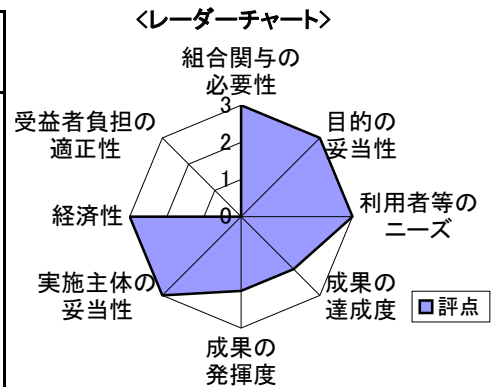 <レーダーチャート>
組合関与の
必要性
目的の
妥当性
利用者等の
ニーズ
成果の
達成度
成果の
発揮度
実施主体の
妥当性
経済性
受益者負担の
適正性
3
2
1
0
評点